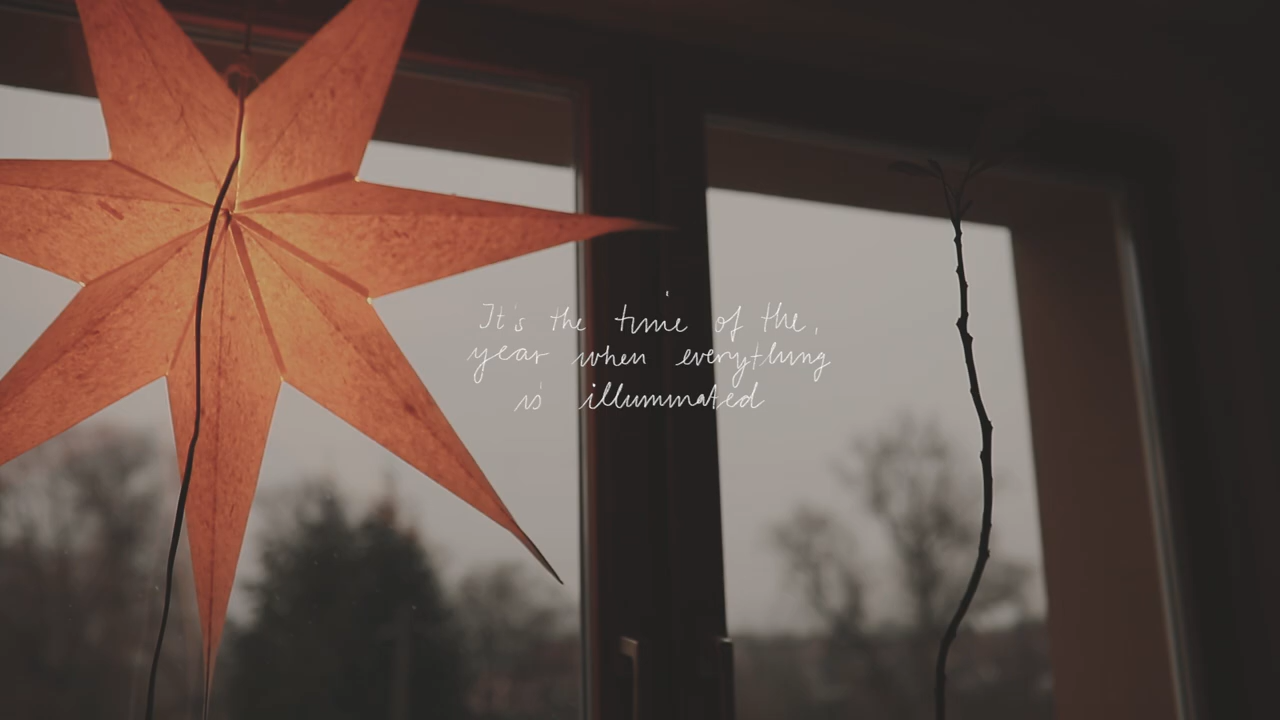 It's the time of the,
year when everything
is illuminated